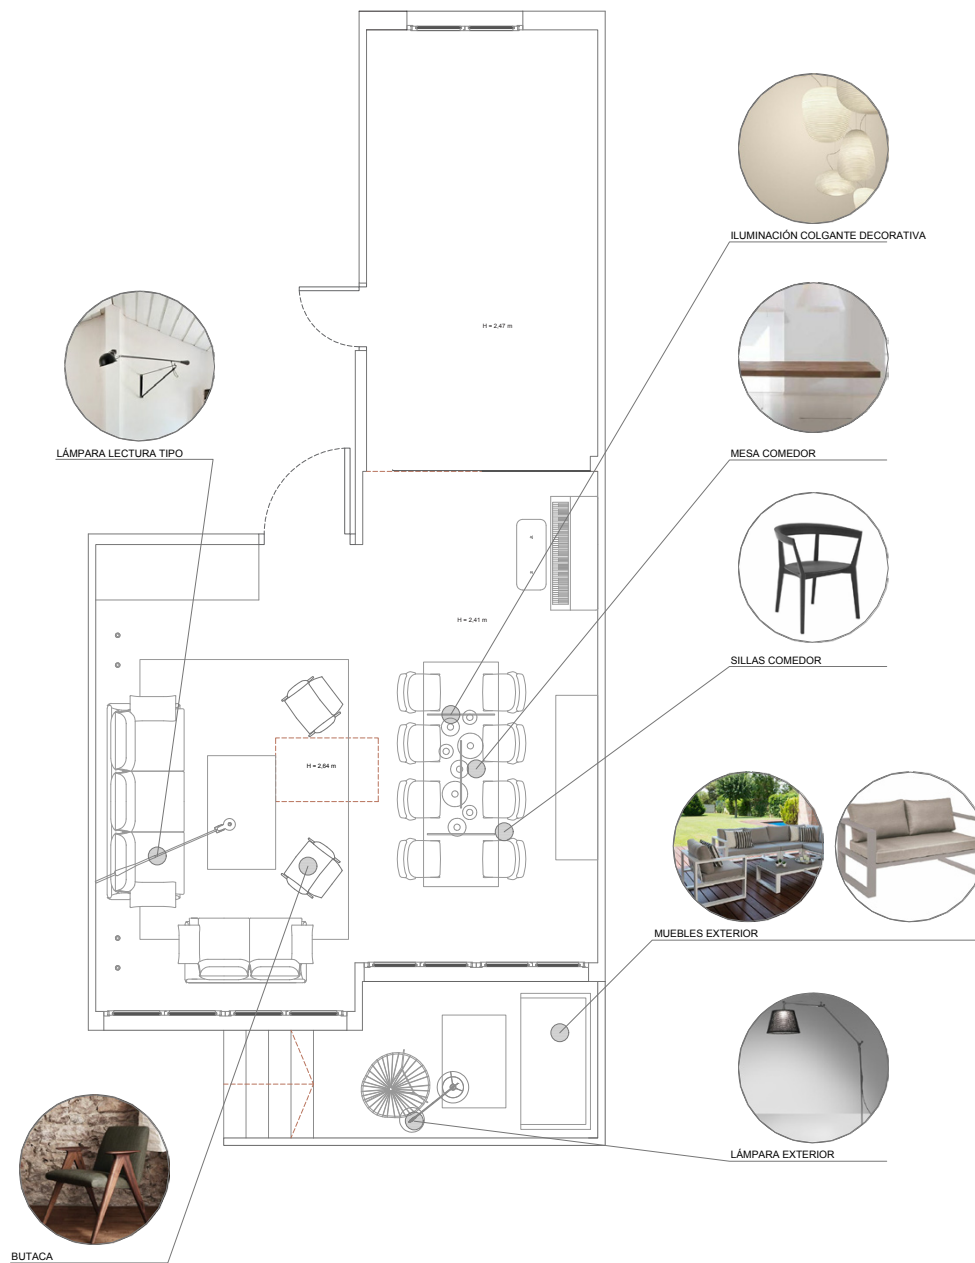 ILUMINACIÓN COLGANTE DECORATIVA
H = 2,47 m
LÁMPARA LECTURA TIPO
MESA COMEDOR
H = 2,41 m
SILLAS COMEDOR
H = 2,64 m
MUEBLES EXTERIOR
LÁMPARA EXTERIOR
BUTACA